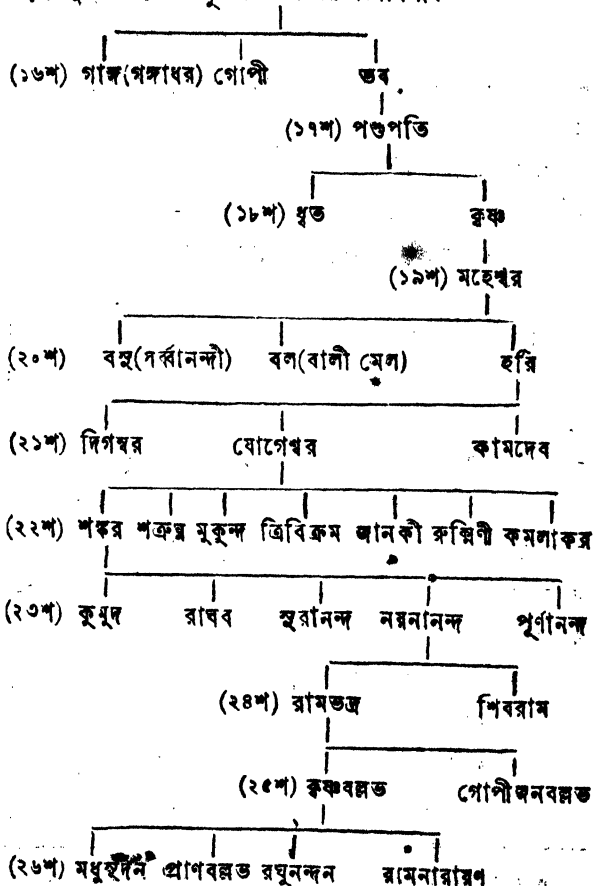 (১৬শ) গাঙ্গ(গঙ্গাধর) গোপী ভব
(১৭শ) পশুপতি
(১৮শ) ধৃত কৃষ্ণ
(১৯শ) মহেশ্বর
(২০শ) বসু(সর্ব্বানন্দী) বল(বালী মেল) হরি
(২১শ) দিগম্বর যোগেশ্বর কামদেব
(২২শ) শঙ্কর শত্রুঘ্ন মুকুন্দ ত্রিবিক্রম জানকী রুক্মিণী কমলাকর
(২৩শ) কুমুদ রাঘব সুরানন্দ নয়নানন্দ পূর্ণানন্দ
(২৪শ) রামভদ্র শিবরাম
(২৫শ) কৃষ্ণবল্লভ গোপীজনবল্লভ
(২৬শ) মধুসূদন প্রাণবল্লভ রঘুনন্দন রামনারায়ণ